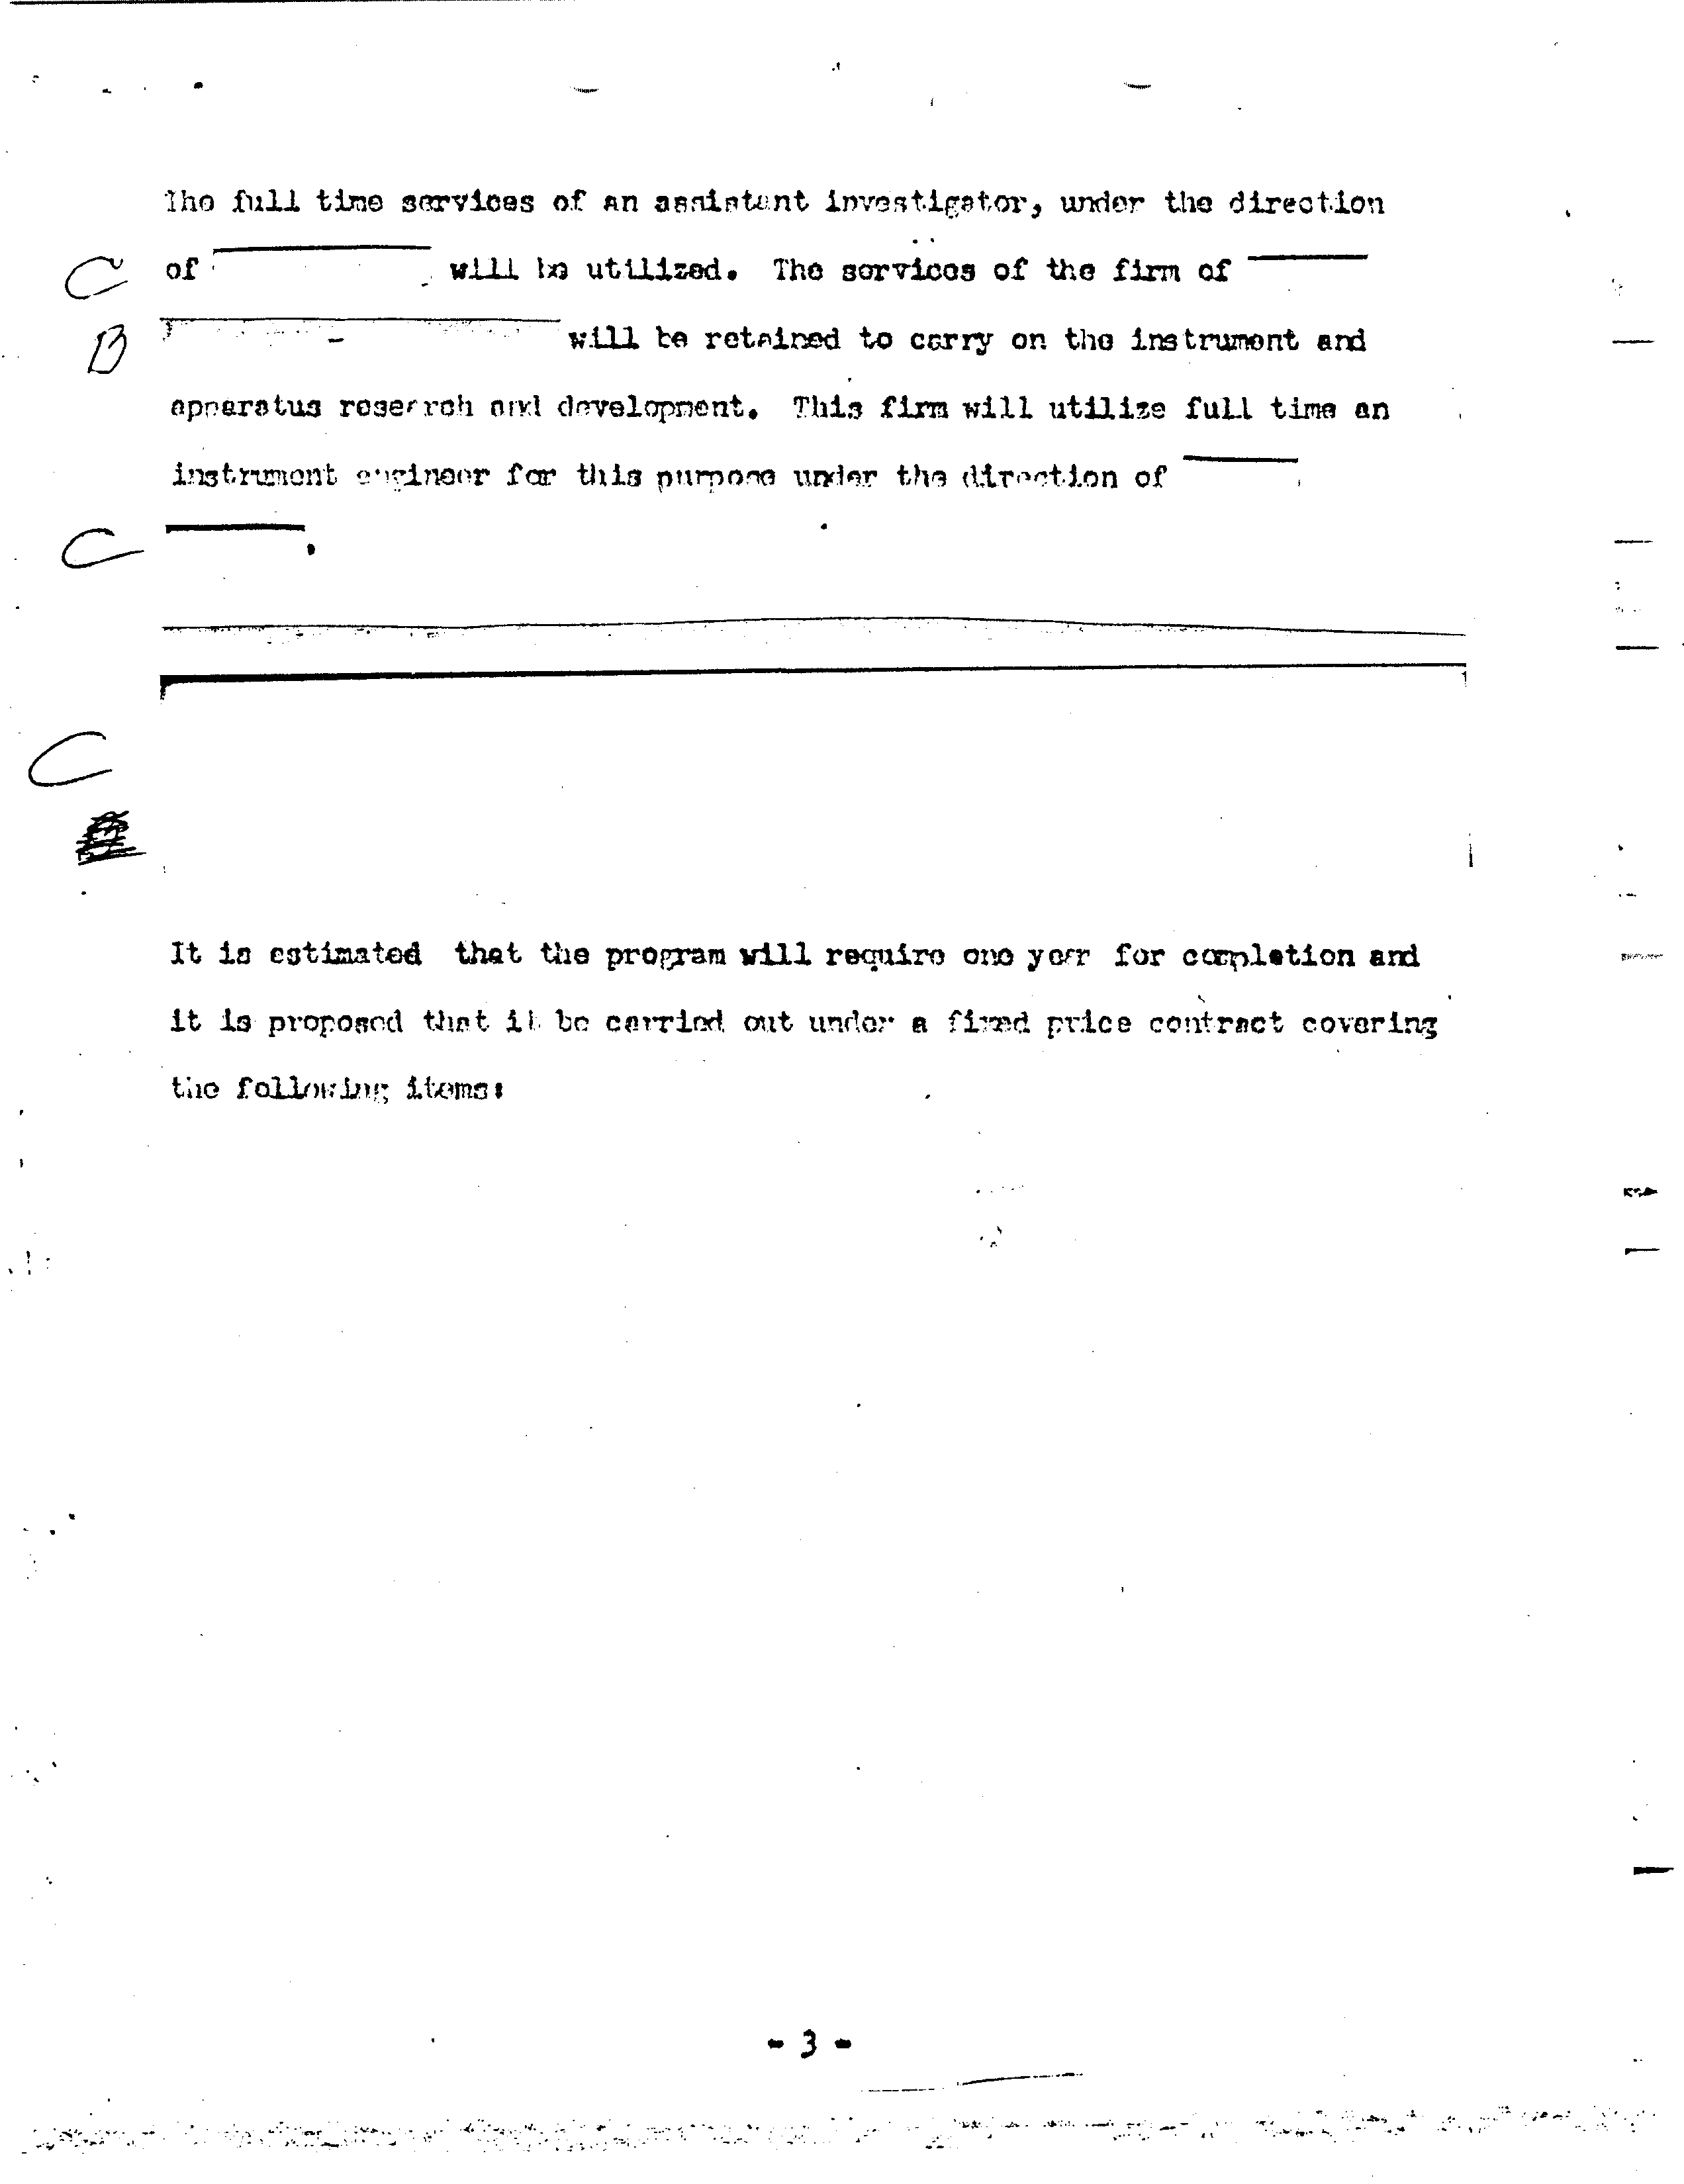 The full time services of an assistant investigator, under the direction
C of will be utilized. The services of the firm of
B will be retained to carry on the instrument and
apparatus research and development. This firm will utilize full time an
instrument engineer for this purpose under the direction of
C .
C
It is estimated that the program will require one year for completion and
it is proposed that it be carried out under a fixed price contract covering
the following items:
- 3 -